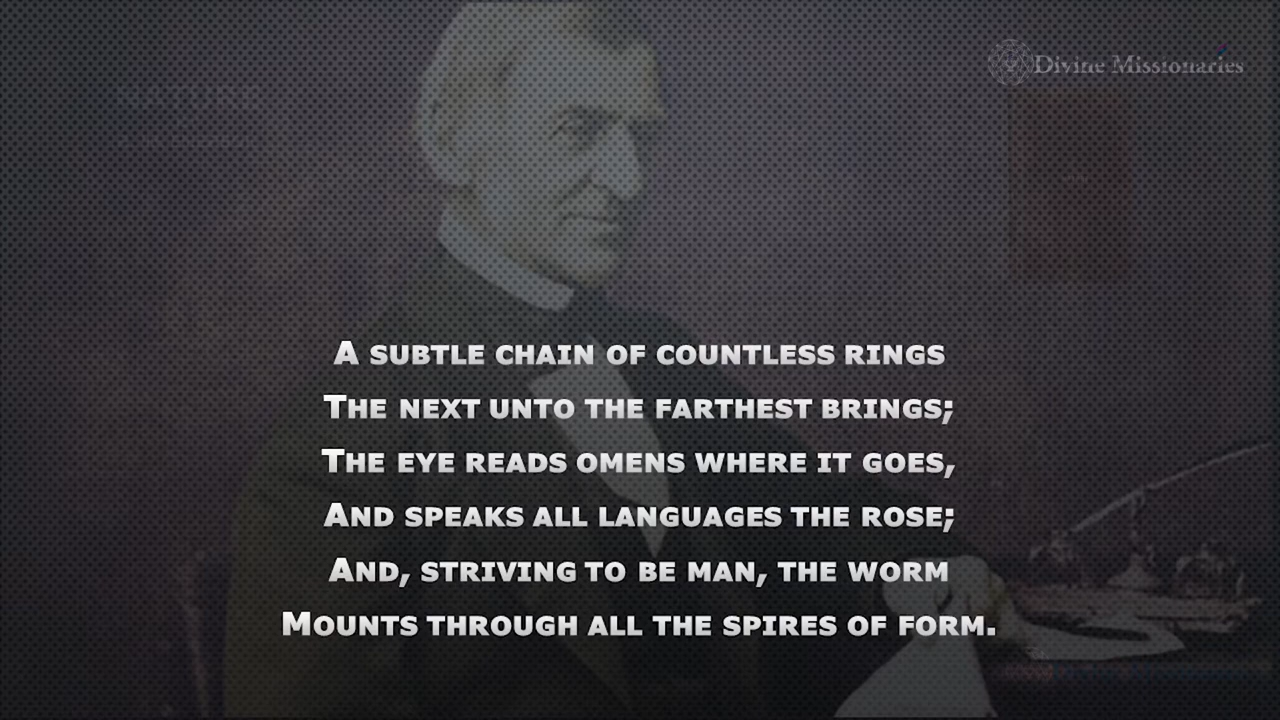 Divine Missionaries
NATURE
A SUBTLE CHAIN OF COUNTLESS RINGS
THE NEXT UNTO THE FARTHEST BRINGS;
THE EYE READS OMENS WHERE IT GOES,
AND SPEAKS ALL LANGUAGES THE ROSE;
AND, STRIVING TO BE MAN, THE WORM
MOUNTS THROUGH ALL THE SPIRES OF FORM.